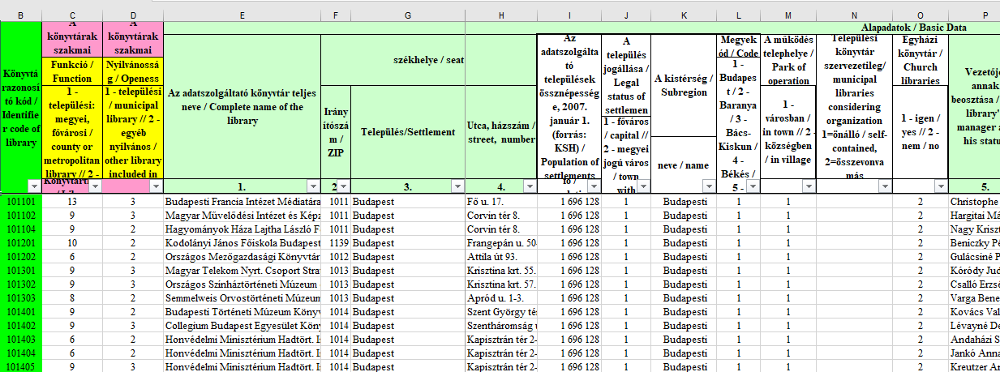 B C D E F G H I J K L M N O P
Alapadatok / Basic Data
Könyvtá
razonosí
tó kód /
Identifie
r code of
library
A
könyvtárak
szakmai
Funkció /
Function
1 -
települési:
megyei,
fővárosi /
county or
metropolitan
library // 2 -
A
könyvtárak
szakmai
Nyilvánossá
g / Openess
1 - települési
/ municipal
library // 2 -
egyéb
nyilvános /
other library
included in
Az adatszolgáltató könyvtár teljes
neve / Complete name of the
library
1.
székhelye / seat
Irány
ítószá
m /
ZIP
2
Település/Settlement
3.
Utca, házszám /
street, number
4.
Az
adatszolgálta
tó
települések
össznépesség
e, 2007.
január 1.
(forrás:
KSH) /
Population of
settlements
A
település
jogállása /
Legal
status of
settlemen
1 - főváros
/ capital //
2 - megyei
jogú város
/ town
with
A kistérség /
Subregion
neve / name
Megyek
ód / Code
1 -
Budapes
t / 2 -
Baranya
/ 3 -
Bács-
Kiskun /
4 -
Békés /
5 -
A működés
telephelye /
Park of
operation
1 -
városban /
in town // 2
- községben
/ in village
Települési
könyvtár
szervezetileg/
municipal
libraries
considering
organization
1=önálló / self-
contained,
2=összevonva
más
Egyházi
könyvtár /
Church
libraries
1 - igen /
yes // 2 -
nem / no
Vezetője
annak
beosztása /
library'
manager a
his statu
5.
101101 13 3 Budapesti Francia Intézet Médiatára 1011 Budapest Fő u. 17. 1 696 128 1 Budapesti 1 1 2 Christophe
101102 9 3 Magyar Művelődési Intézet és Képz 1011 Budapest Corvin tér 8. 1 696 128 1 Budapesti 1 1 2 Hargitai Má
101104 9 2 Hagyományok Háza Lajtha László F 1011 Budapest Corvin tér 8. 1 696 128 1 Budapesti 1 1 2 Nagy Kriszt
101201 10 2 Kodolányi János Főiskola Budapest 1139 Budapest Frangepán u. 50 1 696 128 1 Budapesti 1 1 2 Beniczky Pé
101202 6 2 Országos Mezőgazdasági Könyvtár 1012 Budapest Attila út 93. 1 696 128 1 Budapesti 1 1 2 Gulácsiné P
101301 9 3 Magyar Telekom Nyrt. Csoport Stra 1013 Budapest Krisztina krt. 55. 1 696 128 1 Budapesti 1 1 2 Kóródy Jud
101302 9 3 Országos Színháztörténeti Múzeum 1013 Budapest Krisztina krt. 57. 1 696 128 1 Budapesti 1 1 2 Csalló Erzsé
101303 8 2 Semmelweis Orvostörténeti Múzeum 1013 Budapest Apród u. 1-3. 1 696 128 1 Budapesti 1 1 2 Varga Bene
101401 9 2 Budapesti Történeti Múzeum Köny 1014 Budapest Szent György té 1 696 128 1 Budapesti 1 1 2 Kovács Val
101402 9 3 Collegium Budapest Egyesület Kön 1014 Budapest Szentháromság 1 696 128 1 Budapesti 1 1 2 Lévayné De
101403 6 2 Honvédelmi Minisztérium Hadtört. I 1014 Budapest Kapisztrán tér 2- 1 696 128 1 Budapesti 1 1 2 Andaházi S
101404 6 2 Honvédelmi Minisztérium Hadtört. I 1014 Budapest Kapisztrán tér 2- 1 696 128 1 Budapesti 1 1 2 Jankó Anna
101405 9 3 Honvédelmi Minisztérium Hadtört. I 1014 Budapest Kapisztrán tér 2- 1 696 128 1 Budapesti 1 1 2 Kreutzer An